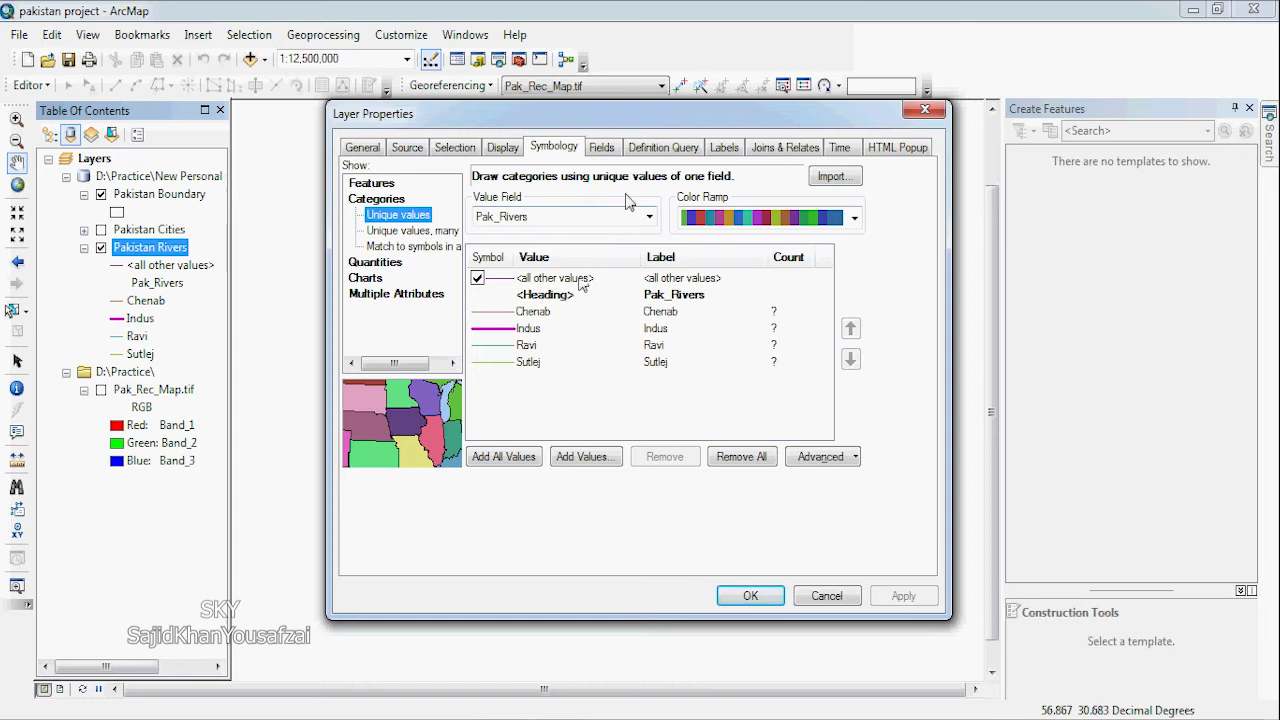 pakistan project - ArcMap
File Edit View Bookmarks Insert Selection Geoprocessing Customize Windows Help
1:12,500,000
Editor Georeferencing Pak_Rec_Map.tif
Table Of Contents
Layers
D:\Practice\New Personal
Pakistan Boundary
Pakistan Cities
Pakistan Rivers
<all other values>
Pak_Rivers
Chenab
Indus
Ravi
Sutlej
D:\Practice\
Pak_Rec_Map.tif
RGB
Red: Band_1
Green: Band_2
Blue: Band_3
SKY
SajidKhanYousafzai
Layer Properties
General Source Selection Display Symbology Fields Definition Query Labels Joins & Relates Time HTML Popup
Show:
Features
Categories
Unique values
Unique values, many
Match to symbols in a
Quantities
Charts
Multiple Attributes
Draw categories using unique values of one field.
Import...
Value Field
Pak_Rivers
Color Ramp
Symbol Value Label Count
<all other values> <all other values>
<Heading> Pak_Rivers
Chenab Chenab ?
Indus Indus ?
Ravi Ravi ?
Sutlej Sutlej ?
Add All Values Add Values... Remove Remove All Advanced
OK Cancel Apply
Create Features
<Search>
There are no templates to show.
Search
Construction Tools
Select a template.
56.867 30.683 Decimal Degrees